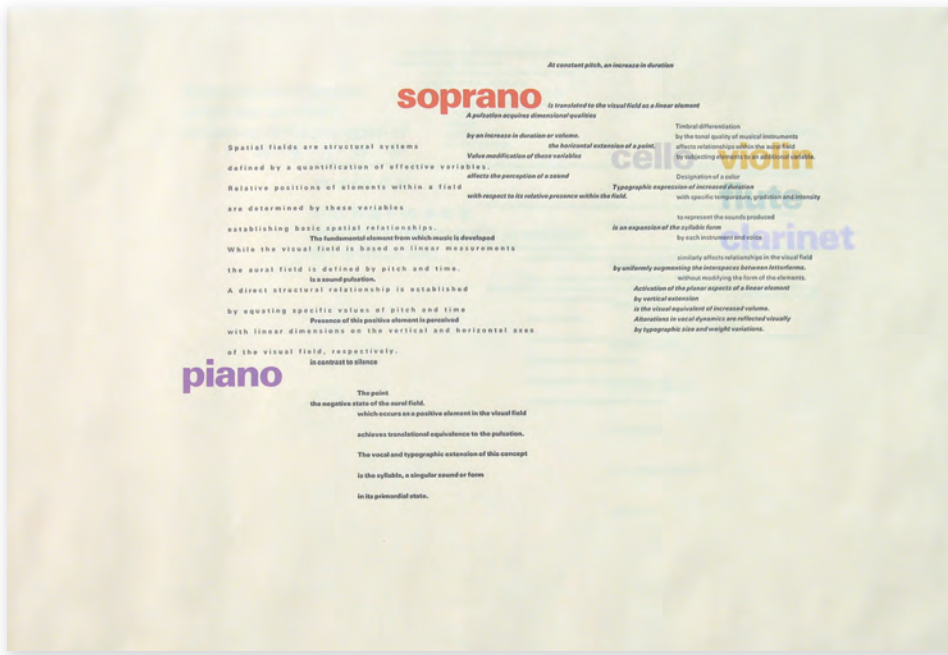 soprano
piano
Spatial fields are structural systems
defined by a quantification of effective variables.
Relative positions of elements within a field
are determined by these variables
establishing basic spatial relationships.
While the visual field is based on linear measurements
the aural field is defined by pitch and time.
A direct structural relationship is established
by equating specific values of pitch and time
with linear dimensions on the vertical and horizontal axes
of the visual field, respectively.
The fundamental element from which music is developed
is a sound pulsation.
Presence of this positive element is perceived
in contrast to silence
the negative state of the aural field.
The point
which occurs as a positive element in the visual field
achieves translational equivalence to the pulsation.
The vocal and typographic extension of this concept
is the syllable, a singular sound or form
in its primordial state.
A pulsation acquires dimensional qualities
by an increase in duration or volume.
Value modification of these variables
affects the perception of a sound
with respect to its relative presence within the field.
At constant pitch, an increase in duration
is translated to the visual field as a linear element
the horizontal extension of a point.
Typographic expression of increased duration
is an expansion of the syllabic form
by uniformly augmenting the interspaces between letterforms.
Activation of the planar aspects of a linear element
by vertical extension
is the visual equivalent of increased volume.
Alterations in vocal dynamics are reflected visually
by typographic size and weight variations.
Timbral differentiation
by the tonal quality of musical instruments
affects relationships within the aural field
by subjecting elements to an additional variable.
Designation of a color
with specific temperature, gradation and intensity
to represent the sounds produced
by each instrument and voice
similarly affects relationships in the visual field
without modifying the form of the elements.
cello
violin
flute
clarinet